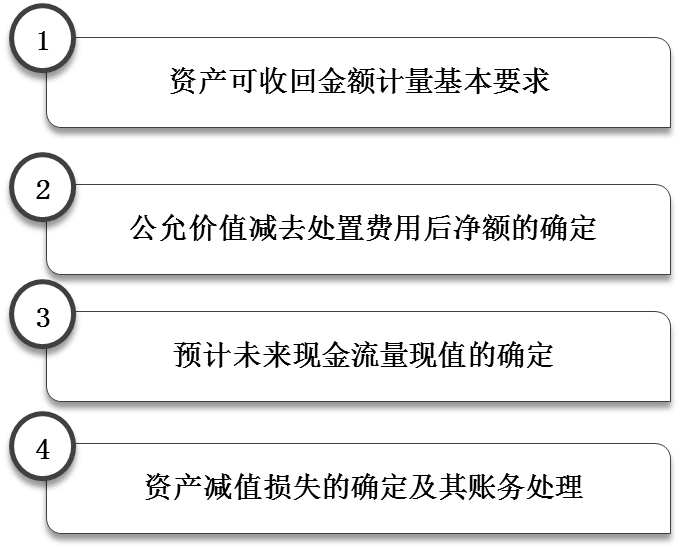 1
资产可收回金额计量基本要求
2
公允价值减去处置费用后净额的确定
3
预计未来现金流量现值的确定
4
资产减值损失的确定及其账务处理